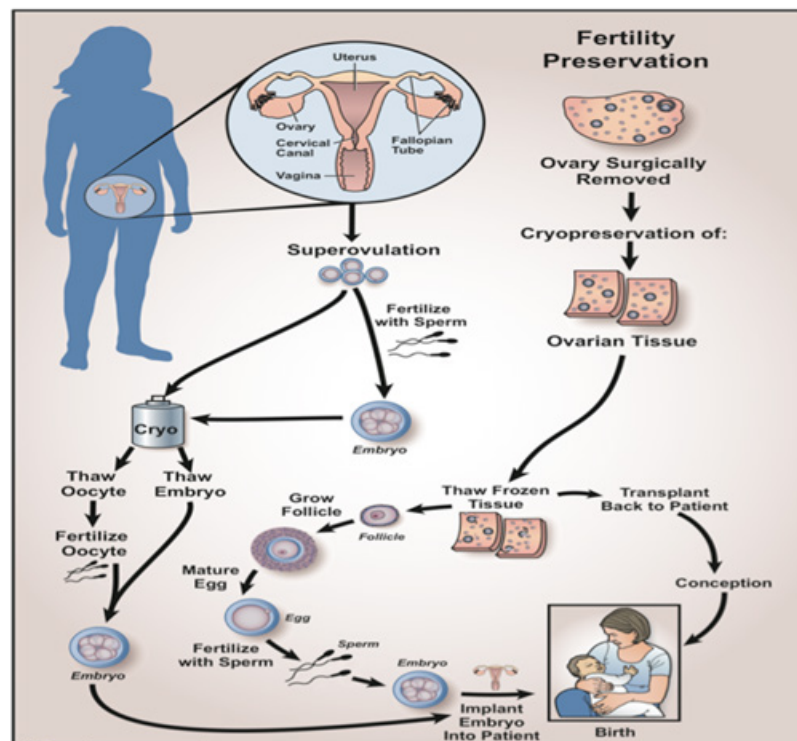 Fertility
Preservation
Uterus
Ovary
Cervical
Canal
Fallopian
Tube
Vagina
Ovary Surgically
Removed
Cryopreservation of:
Superovulation
Fertilize
with Sperm
Ovarian Tissue
Cryo
Embryo
Thaw
Oocyte
Thaw
Embryo
Fertilize
Oocyte
Grow
Follicle
Follicle
Thaw Frozen
Tissue
Transplant
Back to Patient
Mature
Egg
Egg
Conception
Fertilize
with Sperm
Sperm
Embryo
Embryo
Implant
Embryo
Into Patient
Birth